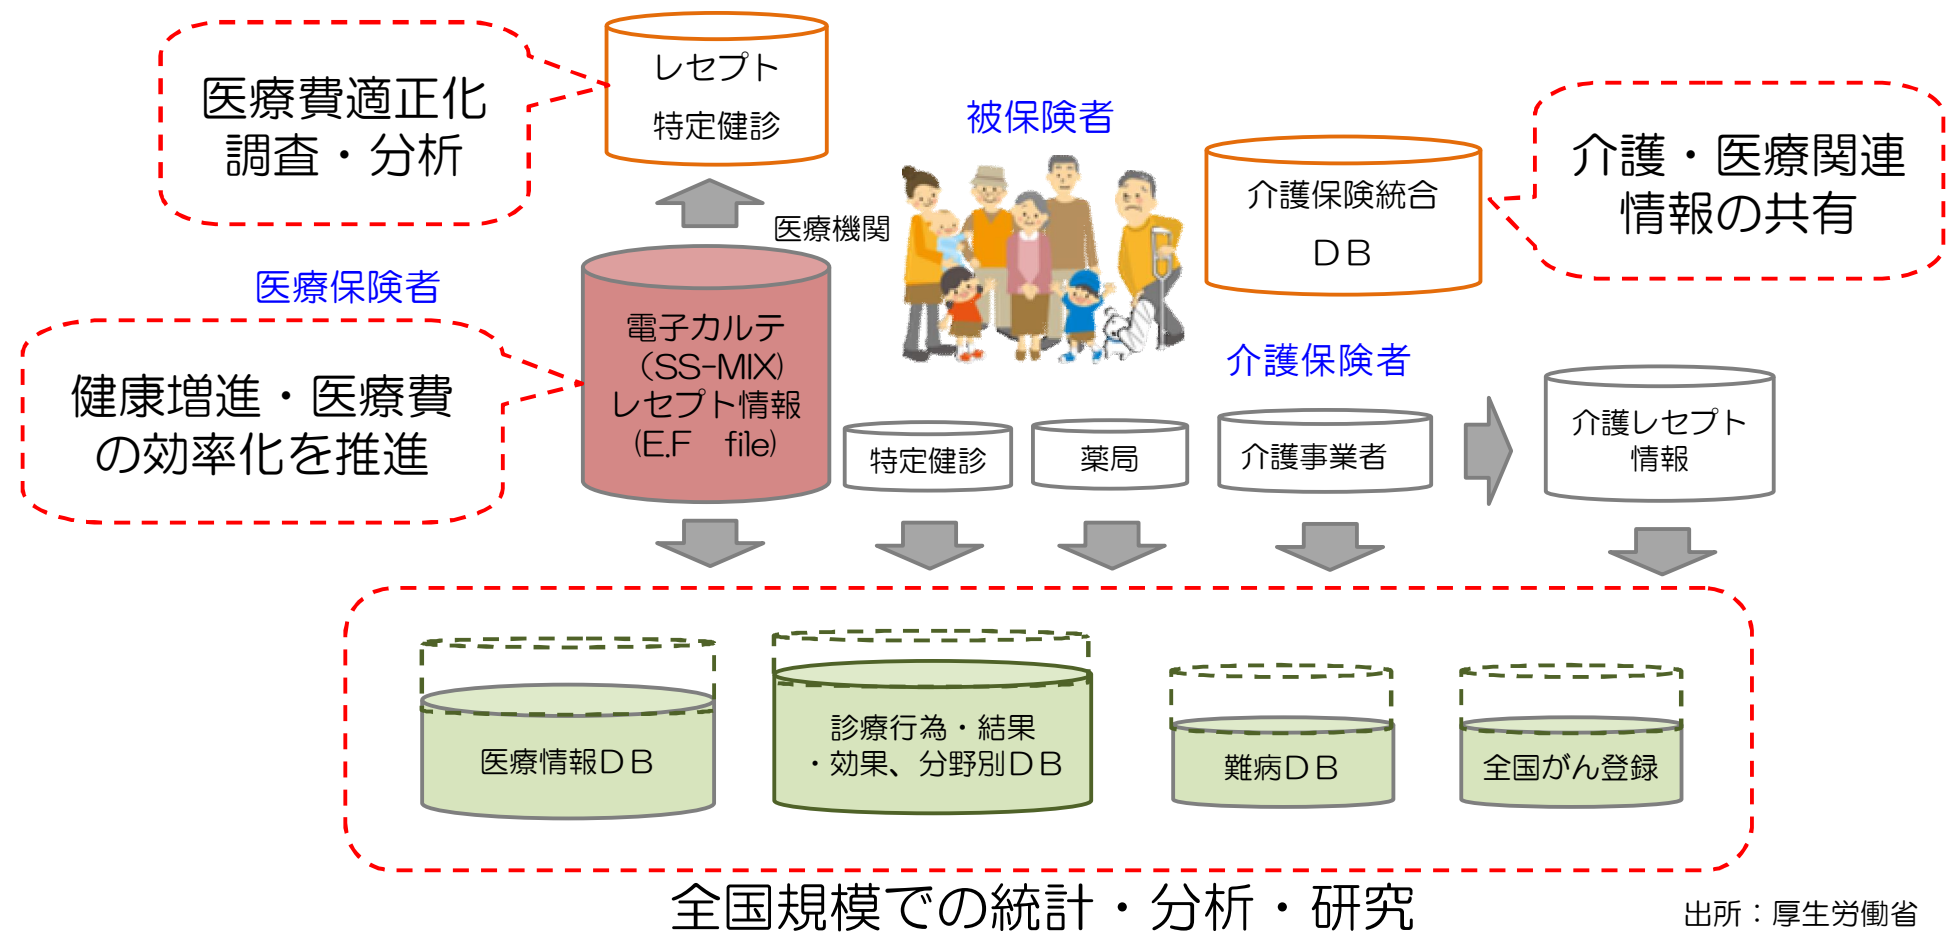 医療費適正化
調査・分析
レセプト
特定健診
被保険者
介護保険統合
ＤＢ
介護・医療関連
情報の共有
医療機関
医療保険者
健康増進・医療費
の効率化を推進
電子カルテ
（SS-MIX)
レセプト情報
(E.F　file)
介護保険者
特定健診
薬局
介護事業者
介護レセプト
情報
医療情報ＤＢ
診療行為・結果
・効果、分野別ＤＢ
難病ＤＢ
全国がん登録
全国規模での統計・分析・研究
出所：厚生労働省